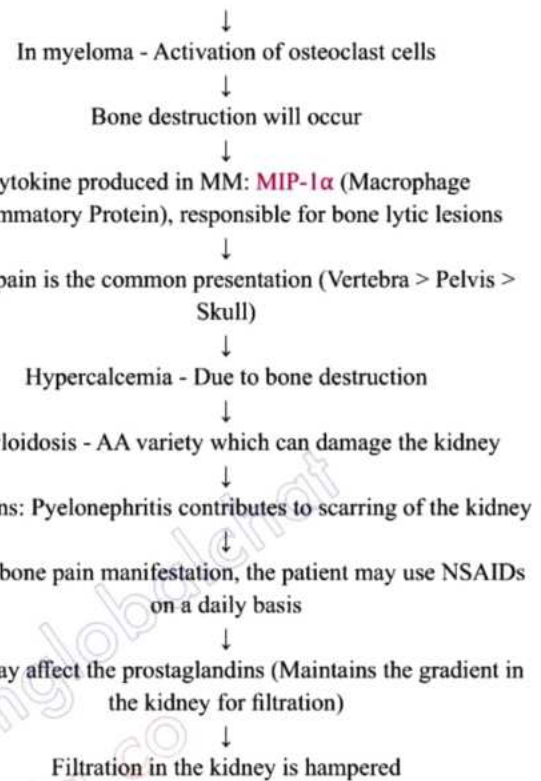 ↓
In myeloma - Activation of osteoclast cells
↓
Bone destruction will occur
↓
ytokine produced in MM: MIP-1α (Macrophage
mmatory Protein), responsible for bone lytic lesions
↓
pain is the common presentation (Vertebra > Pelvis >
Skull)
↓
Hypercalcemia - Due to bone destruction
↓
loidosis - AA variety which can damage the kidney
↓
ns: Pyelonephritis contributes to scarring of the kidney
↓
bone pain manifestation, the patient may use NSAIDs
on a daily basis
↓
ay affect the prostaglandins (Maintains the gradient in
the kidney for filtration)
↓
Filtration in the kidney is hampered